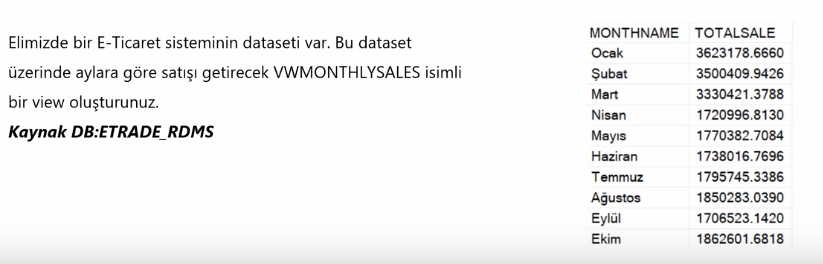 Elimizde bir E-Ticaret sisteminin dataseti var. Bu dataset
üzerinde aylara göre satışı getirecek VWMONTHLYSALES isimli
bir view oluşturunuz.
Kaynak DB:ETRADE_RDMS
MONTHNAME TOTALSALE
Ocak 3623178.6660
Şubat 3500409.9426
Mart 3330421.3788
Nisan 1720996.8130
Mayıs 1770382.7084
Haziran 1738016.7696
Temmuz 1795745.3386
Ağustos 1850283.0390
Eylül 1706523.1420
Ekim 1862601.6818